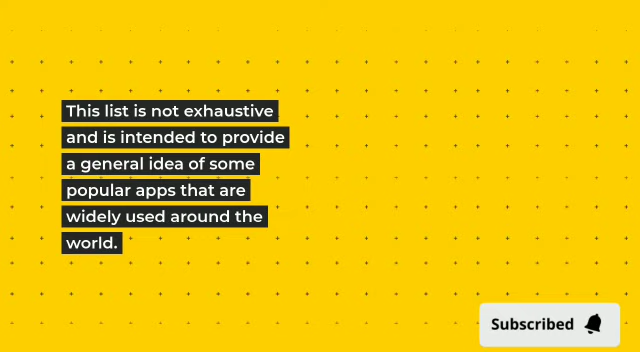 This list is not exhaustive
and is intended to provide
a general idea of some
popular apps that are
widely used around the
world.
Subscribed